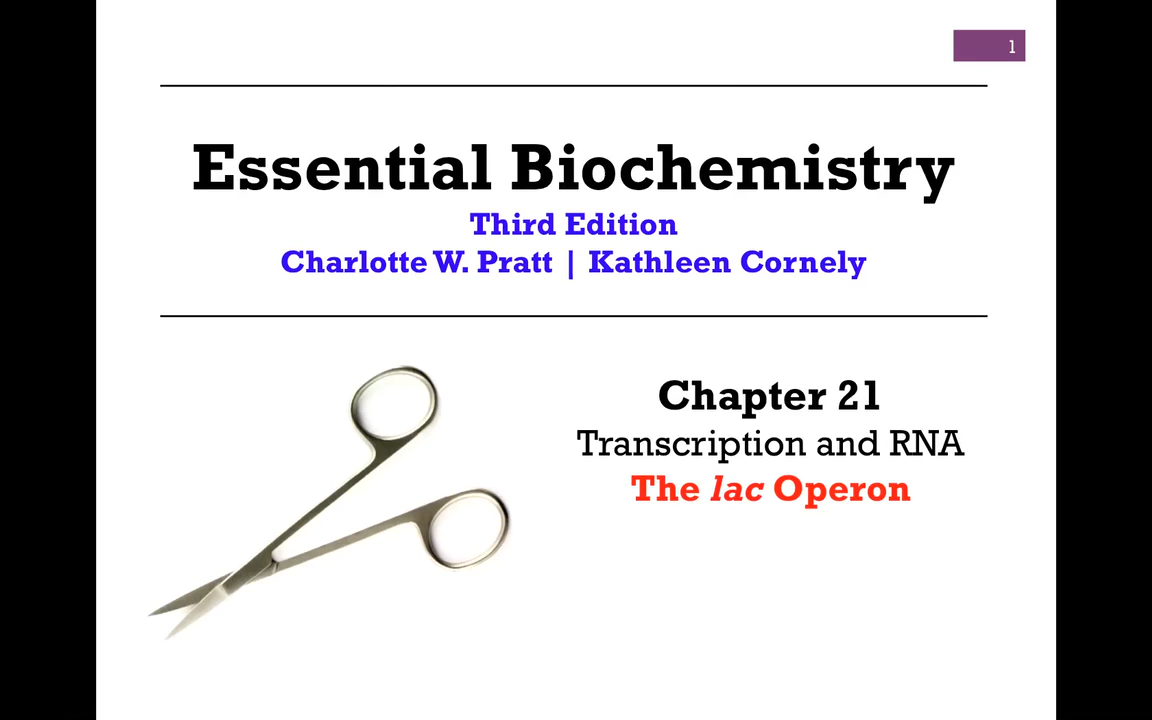 1
Essential Biochemistry
Third Edition
Charlotte W. Pratt | Kathleen Cornely
Chapter 21
Transcription and RNA
The lac Operon